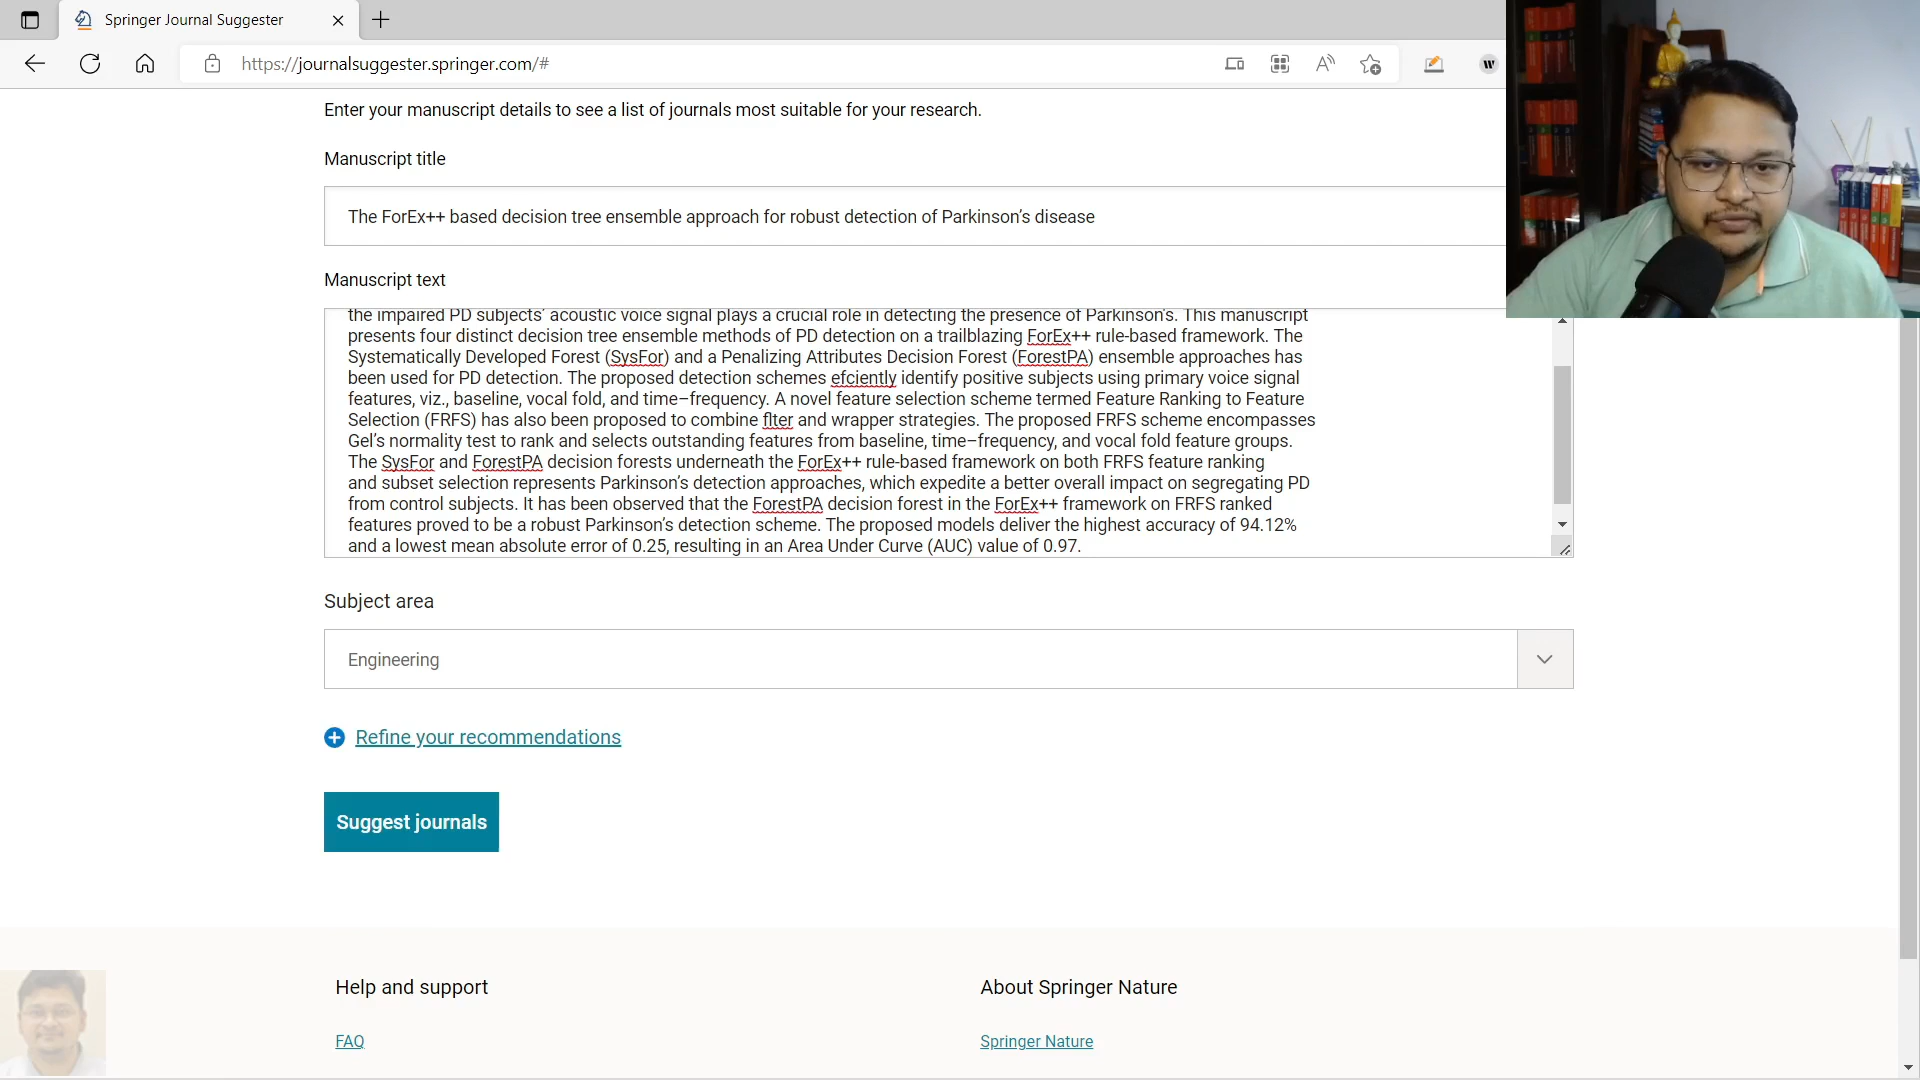 Springer Journal Suggester
https://journalsuggester.springer.com/#
W
Enter your manuscript details to see a list of journals most suitable for your research.
Manuscript title
The ForEx++ based decision tree ensemble approach for robust detection of Parkinson's disease
Manuscript text
the impaired PD subjects' acoustic voice signal plays a crucial role in detecting the presence of Parkinson's. This manuscript
presents four distinct decision tree ensemble methods of PD detection on a trailblazing ForEx++ rule-based framework. The
Systematically Developed Forest (SysFor) and a Penalizing Attributes Decision Forest (ForestPA) ensemble approaches has
been used for PD detection. The proposed detection schemes efciently identify positive subjects using primary voice signal
features, viz., baseline, vocal fold, and time–frequency. A novel feature selection scheme termed Feature Ranking to Feature
Selection (FRFS) has also been proposed to combine flter and wrapper strategies. The proposed FRFS scheme encompasses
Gel's normality test to rank and selects outstanding features from baseline, time–frequency, and vocal fold feature groups.
The SysFor and ForestPA decision forests underneath the ForEx++ rule-based framework on both FRFS feature ranking
and subset selection represents Parkinson's detection approaches, which expedite a better overall impact on segregating PD
from control subjects. It has been observed that the ForestPA decision forest in the ForEx++ framework on FRFS ranked
features proved to be a robust Parkinson's detection scheme. The proposed models deliver the highest accuracy of 94.12%
and a lowest mean absolute error of 0.25, resulting in an Area Under Curve (AUC) value of 0.97.
Subject area
Engineering
Refine your recommendations
Suggest journals
Help and support
About Springer Nature
FAQ
Springer Nature